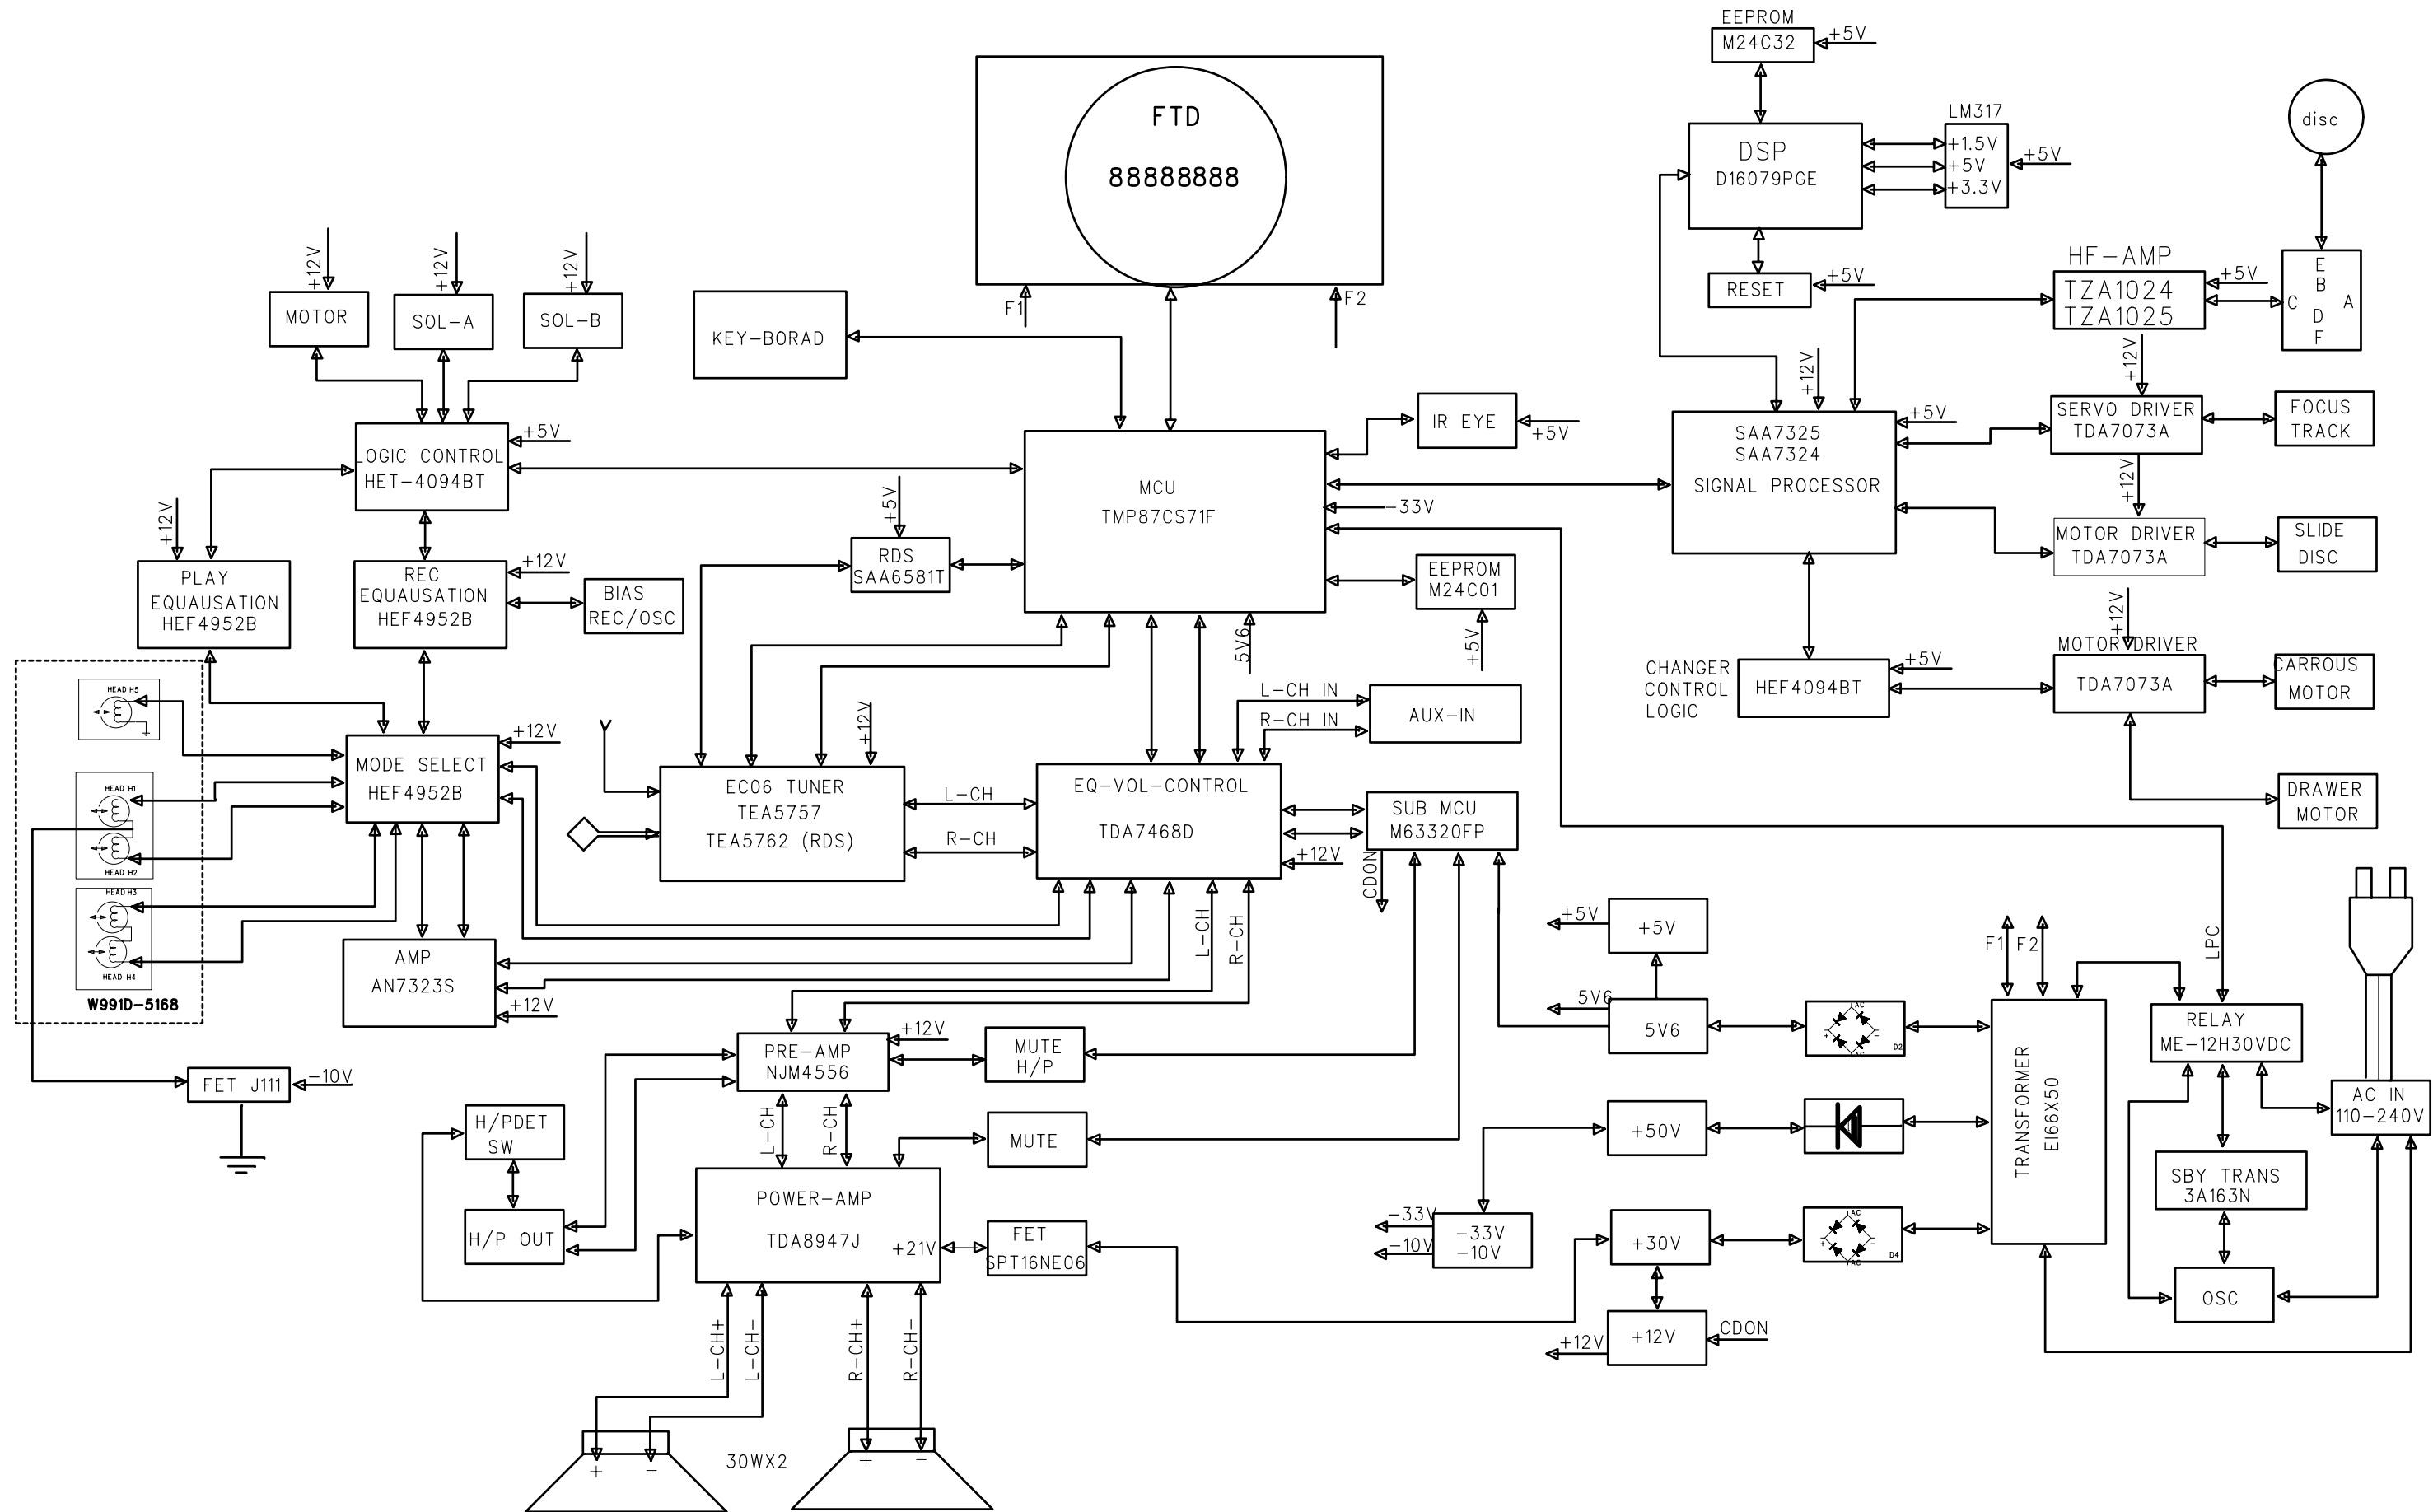 EEPROM
M24C32
+5V
FTD
88888888
LM317
DSP
D16079PGE
+1.5V
+5V
+3.3V
+5V
disc
RESET
+5V
HF-AMP
TZA1024
TZA1025
+5V
E
B
C
A
D
F
+12V
+12V
+12V
MOTOR
SOL-A
SOL-B
F1
F2
KEY-BORAD
LOGIC CONTROL
HET-4094BT
+5V
IR EYE
+5V
MCU
TMP87CS71F
-33V
SAA7325
SAA7324
SIGNAL PROCESSOR
+12V
+5V
+12V
SERVO DRIVER
TDA7073A
FOCUS
TRACK
+12V
MOTOR DRIVER
TDA7073A
SLIDE
DISC
+12V
PLAY
EQUAUSATION
HEF4952B
REC
EQUAUSATION
HEF4952B
+12V
BIAS
REC/OSC
+5V
RDS
SAA6581T
EEPROM
M24C01
+5V
5V6
+12V
MOTOR DRIVER
TDA7073A
CARROUS
MOTOR
CHANGER
CONTROL
LOGIC
HEF4094BT
+5V
DRAWER
MOTOR
HEAD H5
HEAD H1
HEAD H2
HEAD H3
HEAD H4
W991D-5168
MODE SELECT
HEF4952B
+12V
+12V
EC06 TUNER
TEA5757
TEA5762 (RDS)
L-CH
R-CH
L-CH IN
R-CH IN
AUX-IN
EQ-VOL-CONTROL
TDA7468D
+12V
SUB MCU
M63320FP
CDON
AMP
AN7323S
+12V
L-CH
R-CH
+5V
+5V
5V6
5V6
AC
+
-
AC
D2
F1
F2
LPC
TRANSFORMER
EI66X50
RELAY
ME-12H30VDC
AC IN
110-240V
SBY TRANS
3A163N
OSC
FET J111
-10V
PRE-AMP
NJM4556
+12V
MUTE
H/P
H/PDET
SW
L-CH
R-CH
MUTE
+50V
POWER-AMP
TDA8947J
+21V
H/P OUT
FET
SPT16NE06
-33V
-10V
-33V
-10V
+30V
AC
+
-
AC
D4
+12V
+12V
CDON
L-CH+
L-CH-
R-CH+
R-CH-
+
-
30WX2
+
-